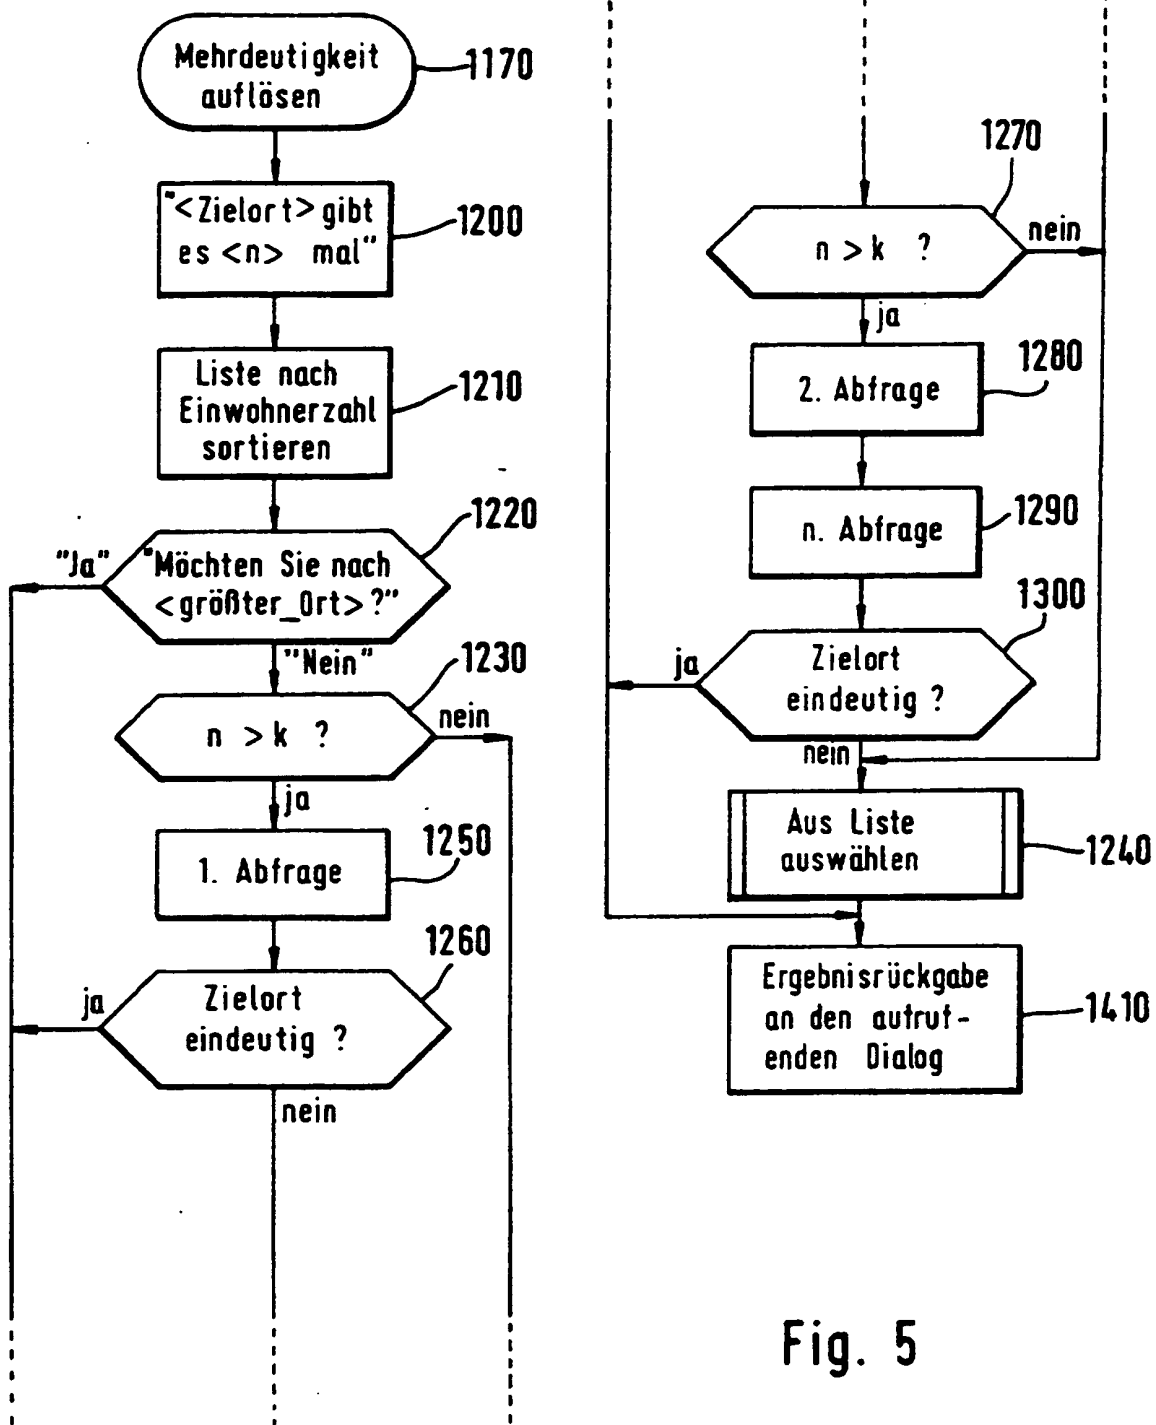 Mehrdeutigkeit
auflösen
1170
"<Zielort> gibt
es <n> mal"
1200
Liste nach
Einwohnerzahl
sortieren
1210
1220
"Ja"
"Möchten Sie nach
<größter_Ort>?"
"Nein"
1230
n > k ?
nein
ja
1250
1. Abfrage
1260
ja
Zielort
eindeutig ?
nein
1270
n > k ?
nein
ja
1280
2. Abfrage
1290
n. Abfrage
1300
ja
Zielort
eindeutig ?
nein
Aus Liste
auswählen
1240
Ergebnisrückgabe
an den aufruf-
enden Dialog
1410
Fig. 5